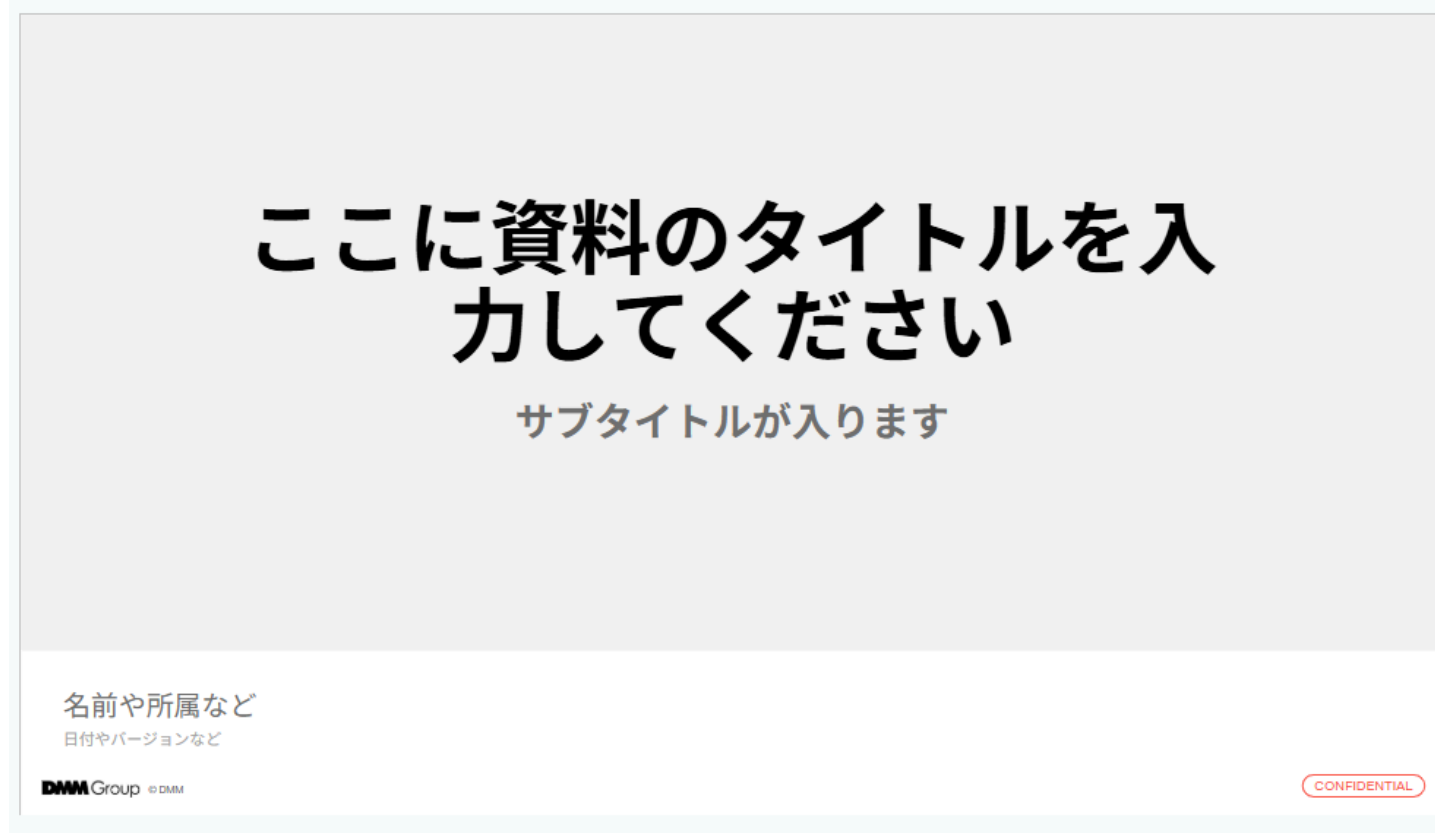 ここに資料のタイトルを入
力してください
サブタイトルが入ります
名前や所属など
日付やバージョンなど
DMM Group © DMM
CONFIDENTIAL